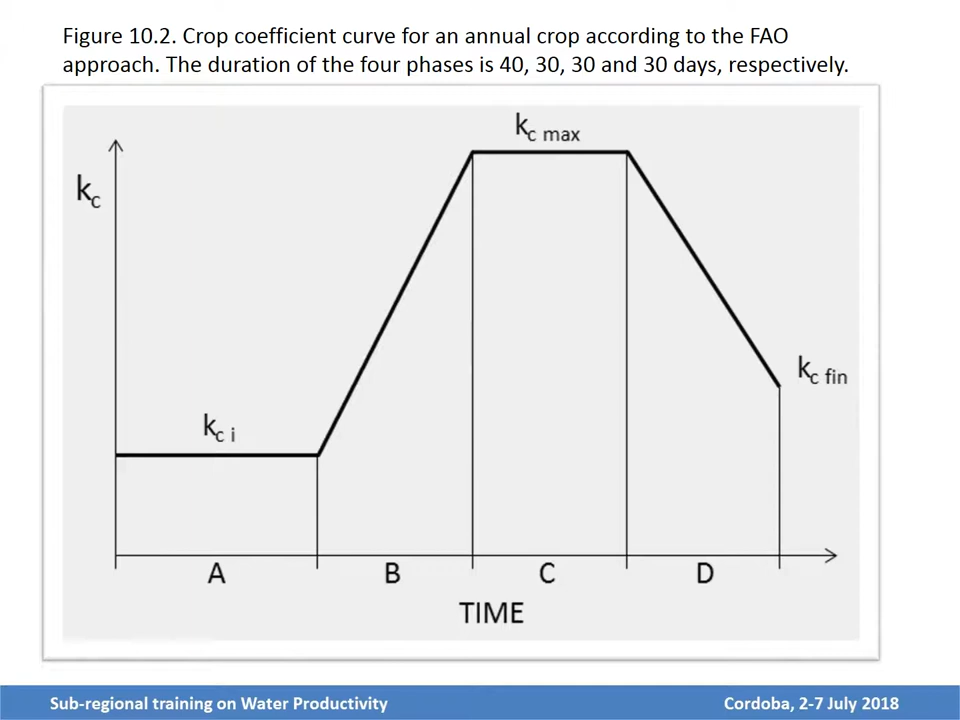 Figure 10.2. Crop coefficient curve for an annual crop according to the FAO
approach. The duration of the four phases is 40, 30, 30 and 30 days, respectively.
kc max
kc
kc fin
kc i
A B C D
TIME
Sub-regional training on Water Productivity Cordoba, 2-7 July 2018